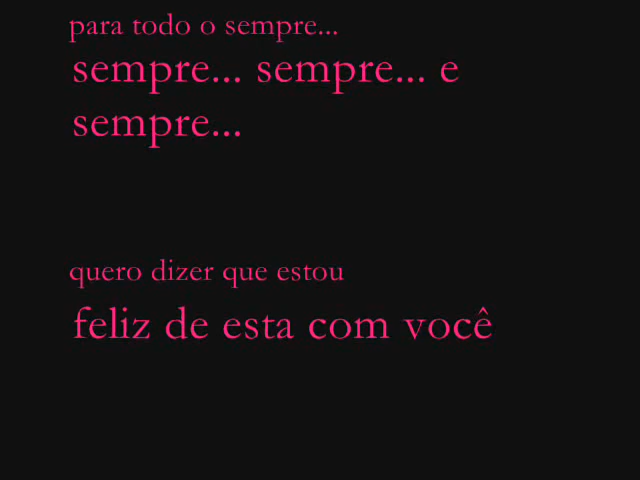 para todo o sempre...
sempre... sempre... e
sempre...
quero dizer que estou
feliz de esta com você